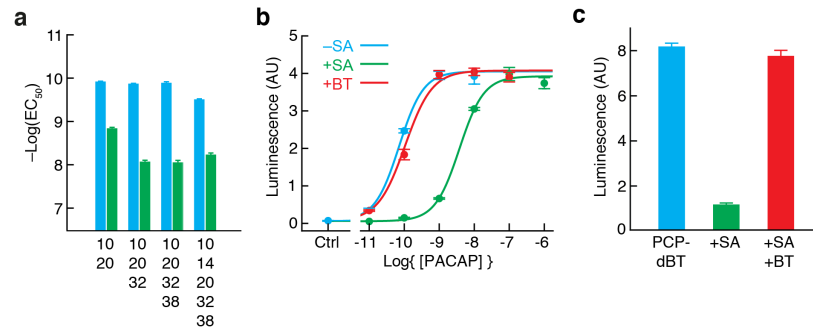 a
–Log(EC50)
11
10
9
8
7
10
20
10
20
32
10
20
32
38
10
14
20
32
38
b
Luminescence (AU)
5
4
3
2
1
0
–SA
+SA
+BT
Ctrl
-11
-10
-9
-8
-7
-6
Log{ [PACAP] }
c
Luminescence (AU)
8
6
4
2
0
PCP-
dBT
+SA
+SA
+BT